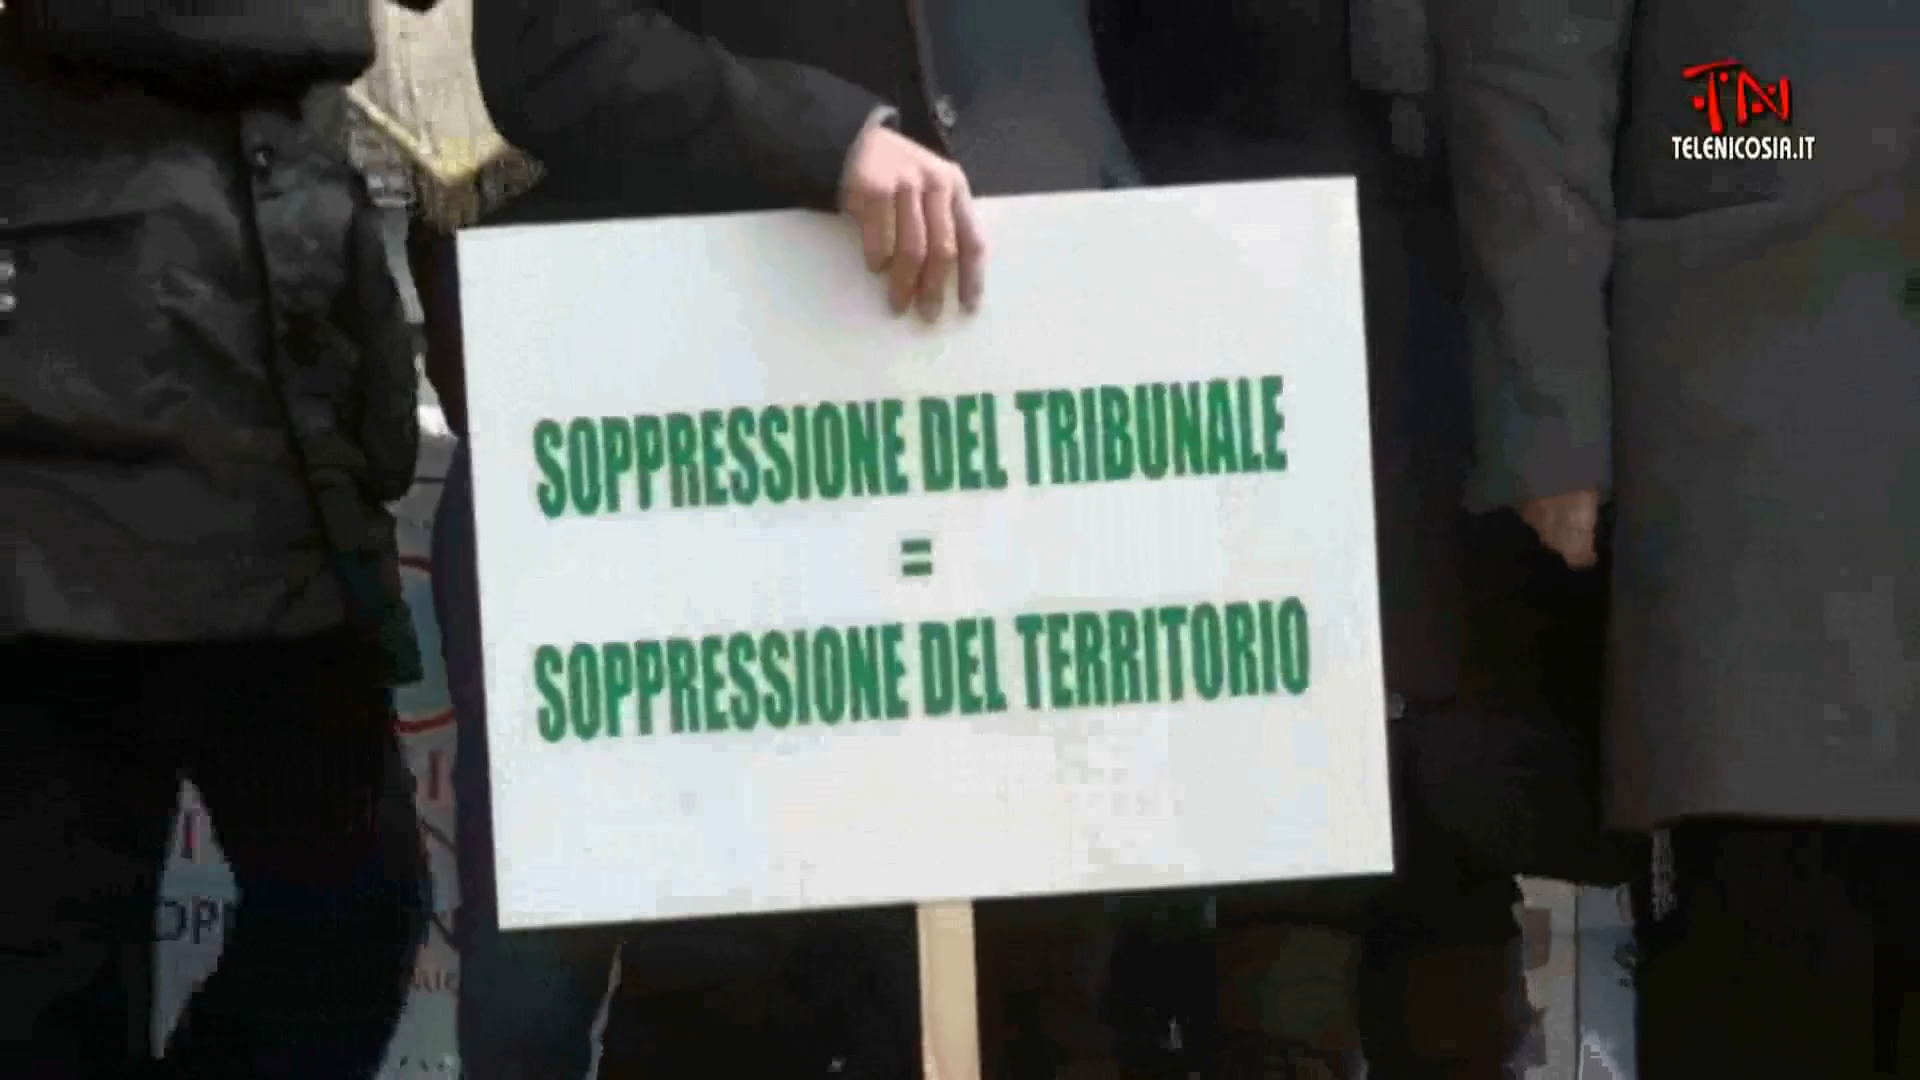 TN
TELENICOSIA.IT
SOPPRESSIONE DEL TRIBUNALE
=
SOPPRESSIONE DEL TERRITORIO